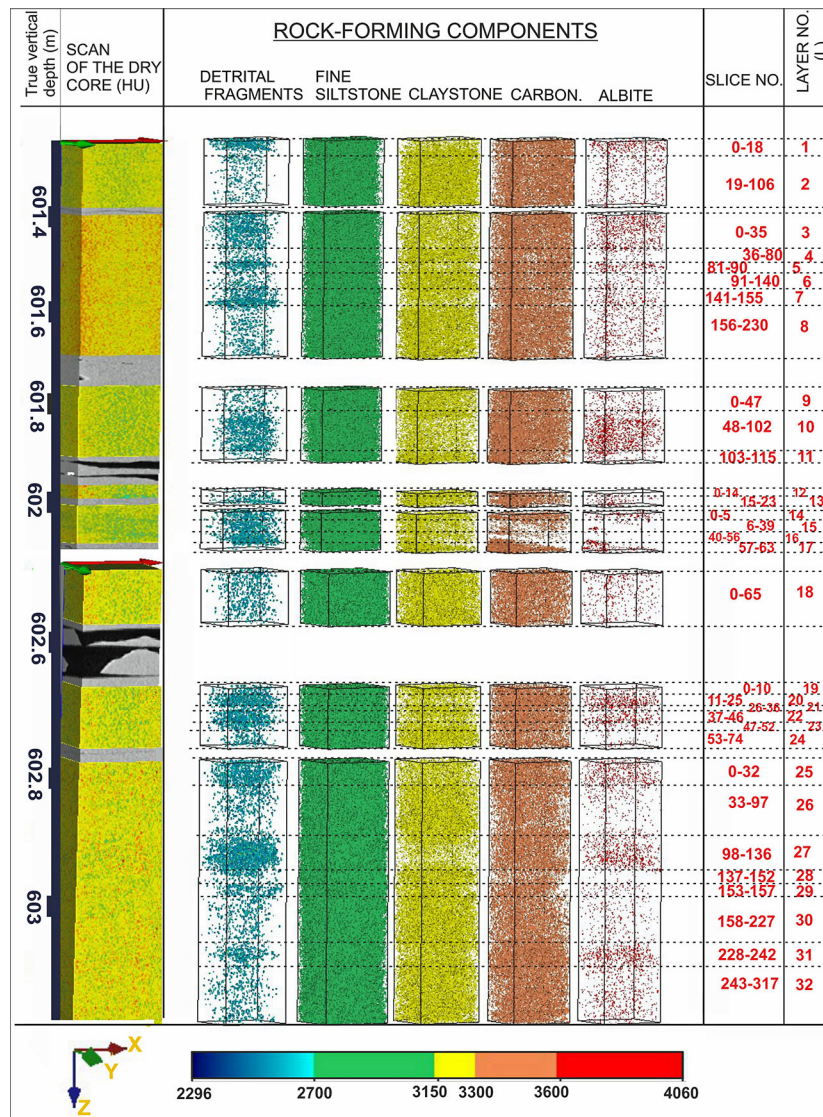 ROCK-FORMING COMPONENTS
True vertical
depth (m)
SCAN
OF THE DRY
CORE (HU)
DETRITAL
FRAGMENTS
FINE
SILTSTONE
CLAYSTONE
CARBON.
ALBITE
SLICE NO.
LAYER NO.
(L)
0-18 1
19-106 2
601.4
0-35 3
36-80 4
81-90 5
91-140 6
141-155 7
601.6
156-230 8
601.8
0-47 9
48-102 10
103-115 11
602
0-14 12
15-23 13
0-5 14
6-39 15
40-56 16
57-63 17
0-65 18
602.6
0-10 19
11-25 20
26-36 21
37-46 22
47-52 23
53-74 24
602.8
0-32 25
33-97 26
98-136 27
137-152 28
153-157 29
603
158-227 30
228-242 31
243-317 32
X
Y
Z
2296 2700 3150 3300 3600 4060